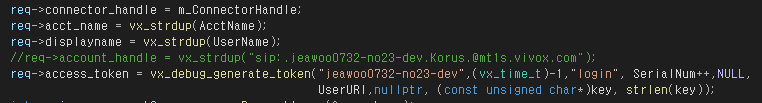 req->connector_handle = m_ConnectorHandle;
req->acct_name = vx_strdup(AcctName);
req->displayname = vx_strdup(UserName);
//req->account_handle = vx_strdup("sip:.jeawoo0732-no23-dev.Korus.@mt1s.vivox.com");
req->access_token = vx_debug_generate_token("jeawoo0732-no23-dev",(vx_time_t)-1,"login", SerialNum++,NULL,
UserURI,nullptr, (const unsigned char*)key, strlen(key));